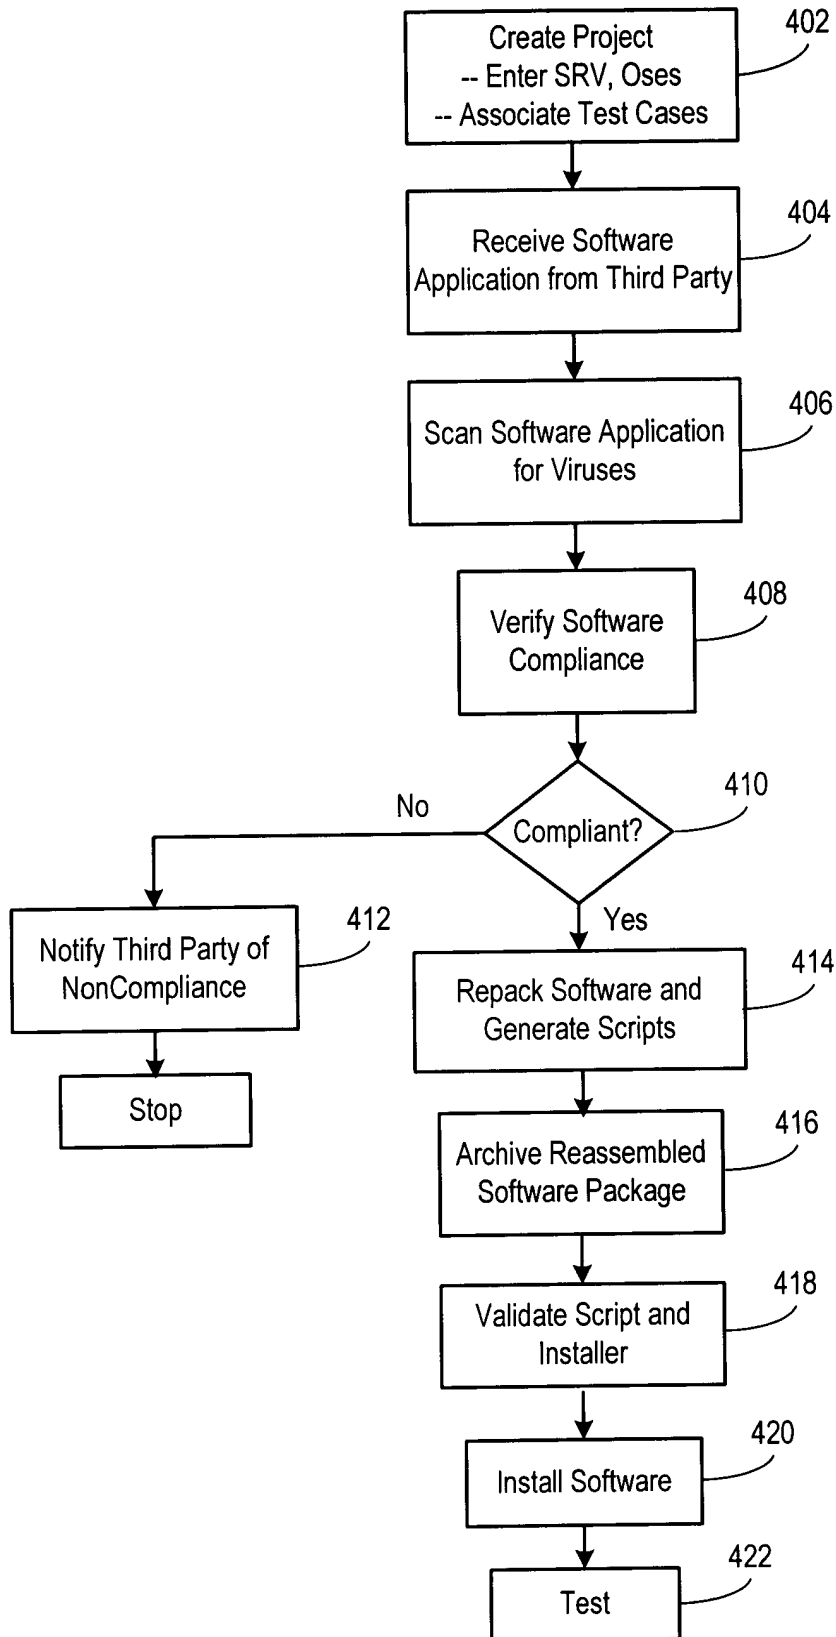 Create Project
-- Enter SRV, Oses
-- Associate Test Cases
402
Receive Software
Application from Third Party
404
Scan Software Application
for Viruses
406
Verify Software
Compliance
408
Compliant?
410
No
Yes
Notify Third Party of
NonCompliance
412
Stop
Repack Software and
Generate Scripts
414
Archive Reassembled
Software Package
416
Validate Script and
Installer
418
Install Software
420
Test
422